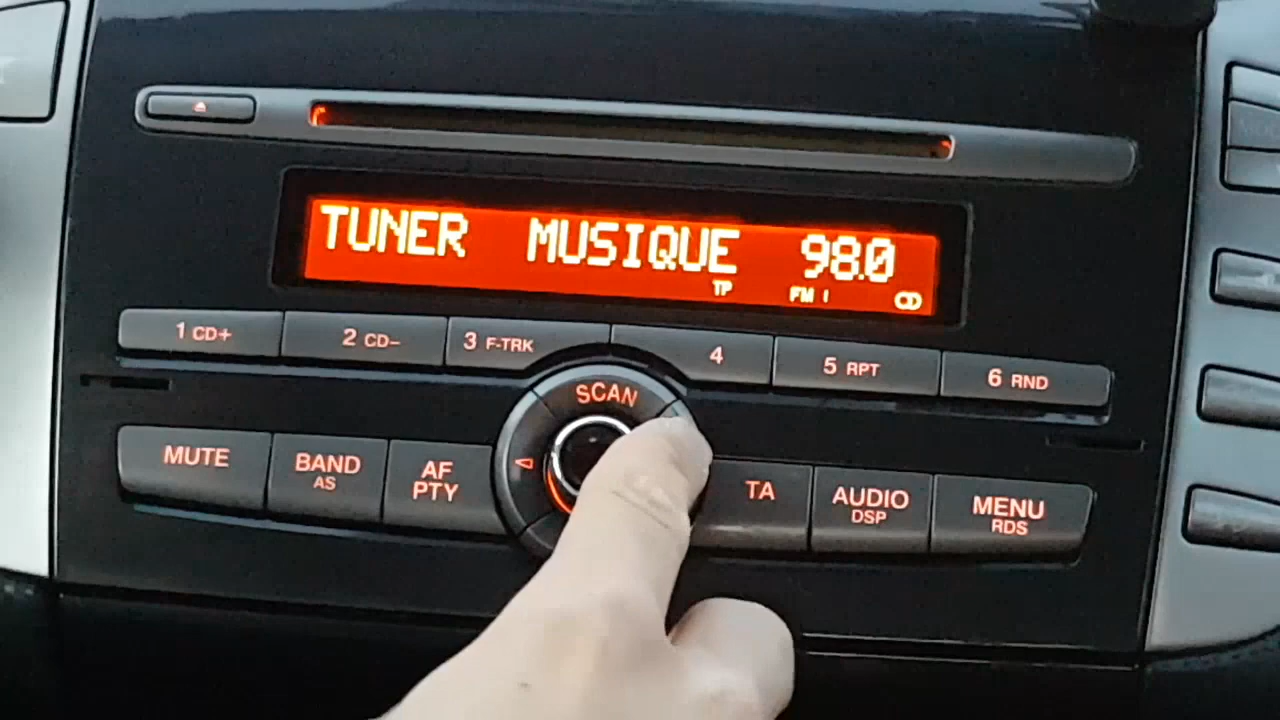 TUNER MUSIQUE 98.0
TP FM I
1 CD+ 2 CD- 3 F-TRK 4 5 RPT 6 RND
SCAN
MUTE BAND AF TA AUDIO MENU
AS PTY DSP RDS